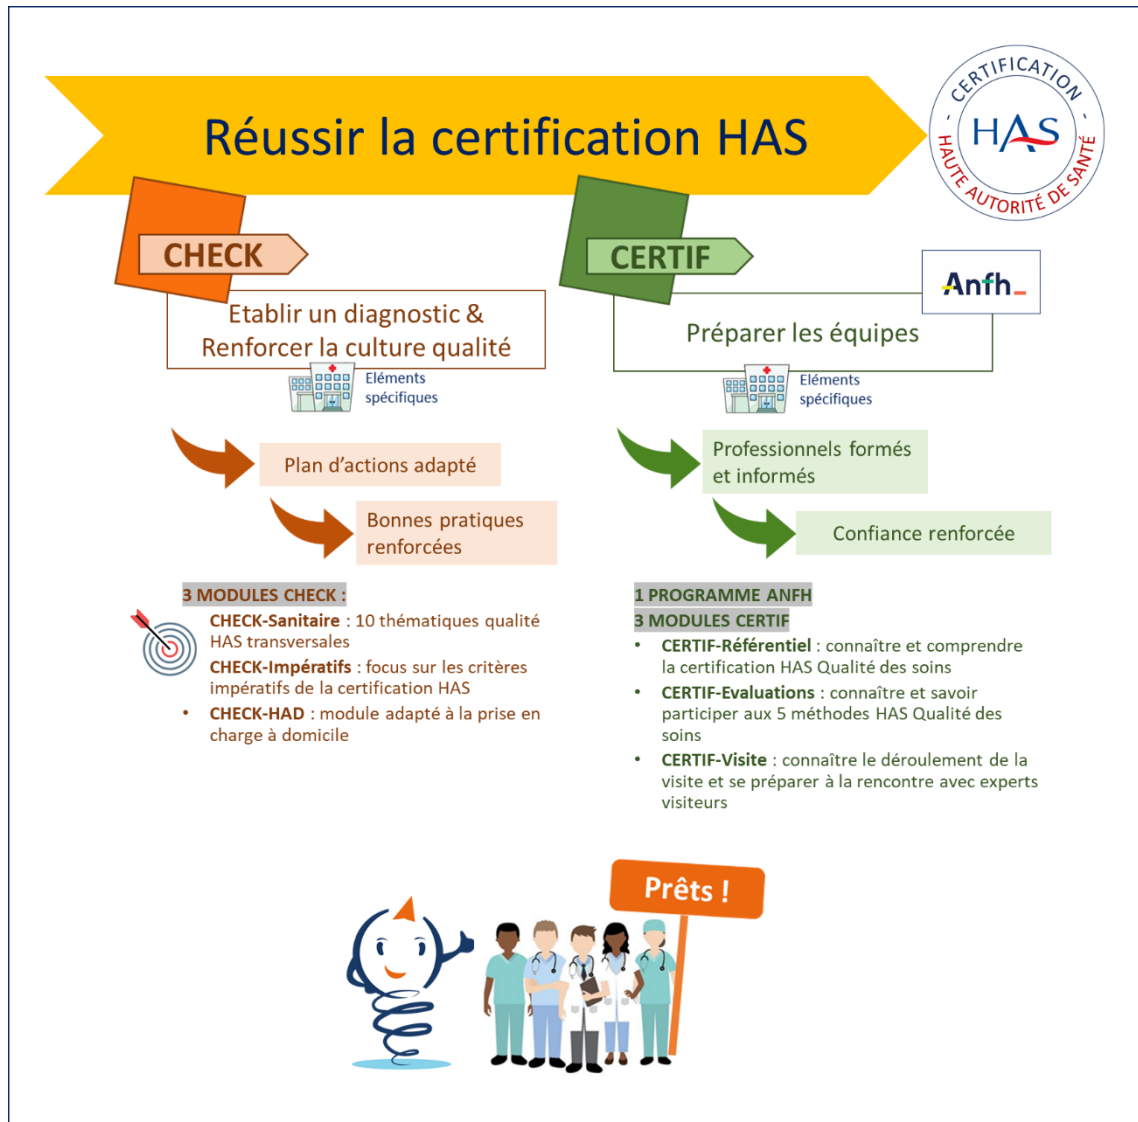 Réussir la certification HAS
- CERTIFICATION -
HAS
HAUTE AUTORITÉ DE SANTÉ
CHECK
Etablir un diagnostic &
Renforcer la culture qualité
Eléments
spécifiques
Plan d’actions adapté
Bonnes pratiques
renforcées
3 MODULES CHECK :
CHECK-Sanitaire : 10 thématiques qualité
HAS transversales
CHECK-Impératifs : focus sur les critères
impératifs de la certification HAS
• CHECK-HAD : module adapté à la prise en
charge à domicile
CERTIF
Anfh_
Préparer les équipes
Eléments
spécifiques
Professionnels formés
et informés
Confiance renforcée
1 PROGRAMME ANFH
3 MODULES CERTIF
• CERTIF-Référentiel : connaître et comprendre
la certification HAS Qualité des soins
• CERTIF-Evaluations : connaître et savoir
participer aux 5 méthodes HAS Qualité des
soins
• CERTIF-Visite : connaître le déroulement de la
visite et se préparer à la rencontre avec experts
visiteurs
Prêts !